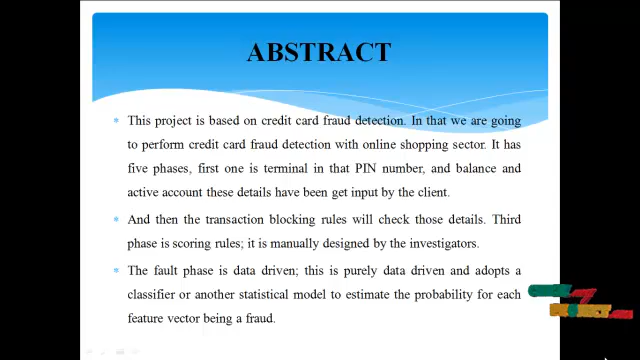 ABSTRACT
This project is based on credit card fraud detection. In that we are going
to perform credit card fraud detection with online shopping sector. It has
five phases, first one is terminal in that PIN number, and balance and
active account these details have been get input by the client.
And then the transaction blocking rules will check those details. Third
phase is scoring rules; it is manually designed by the investigators.
The fault phase is data driven; this is purely data driven and adopts a
classifier or another statistical model to estimate the probability for each
feature vector being a fraud.